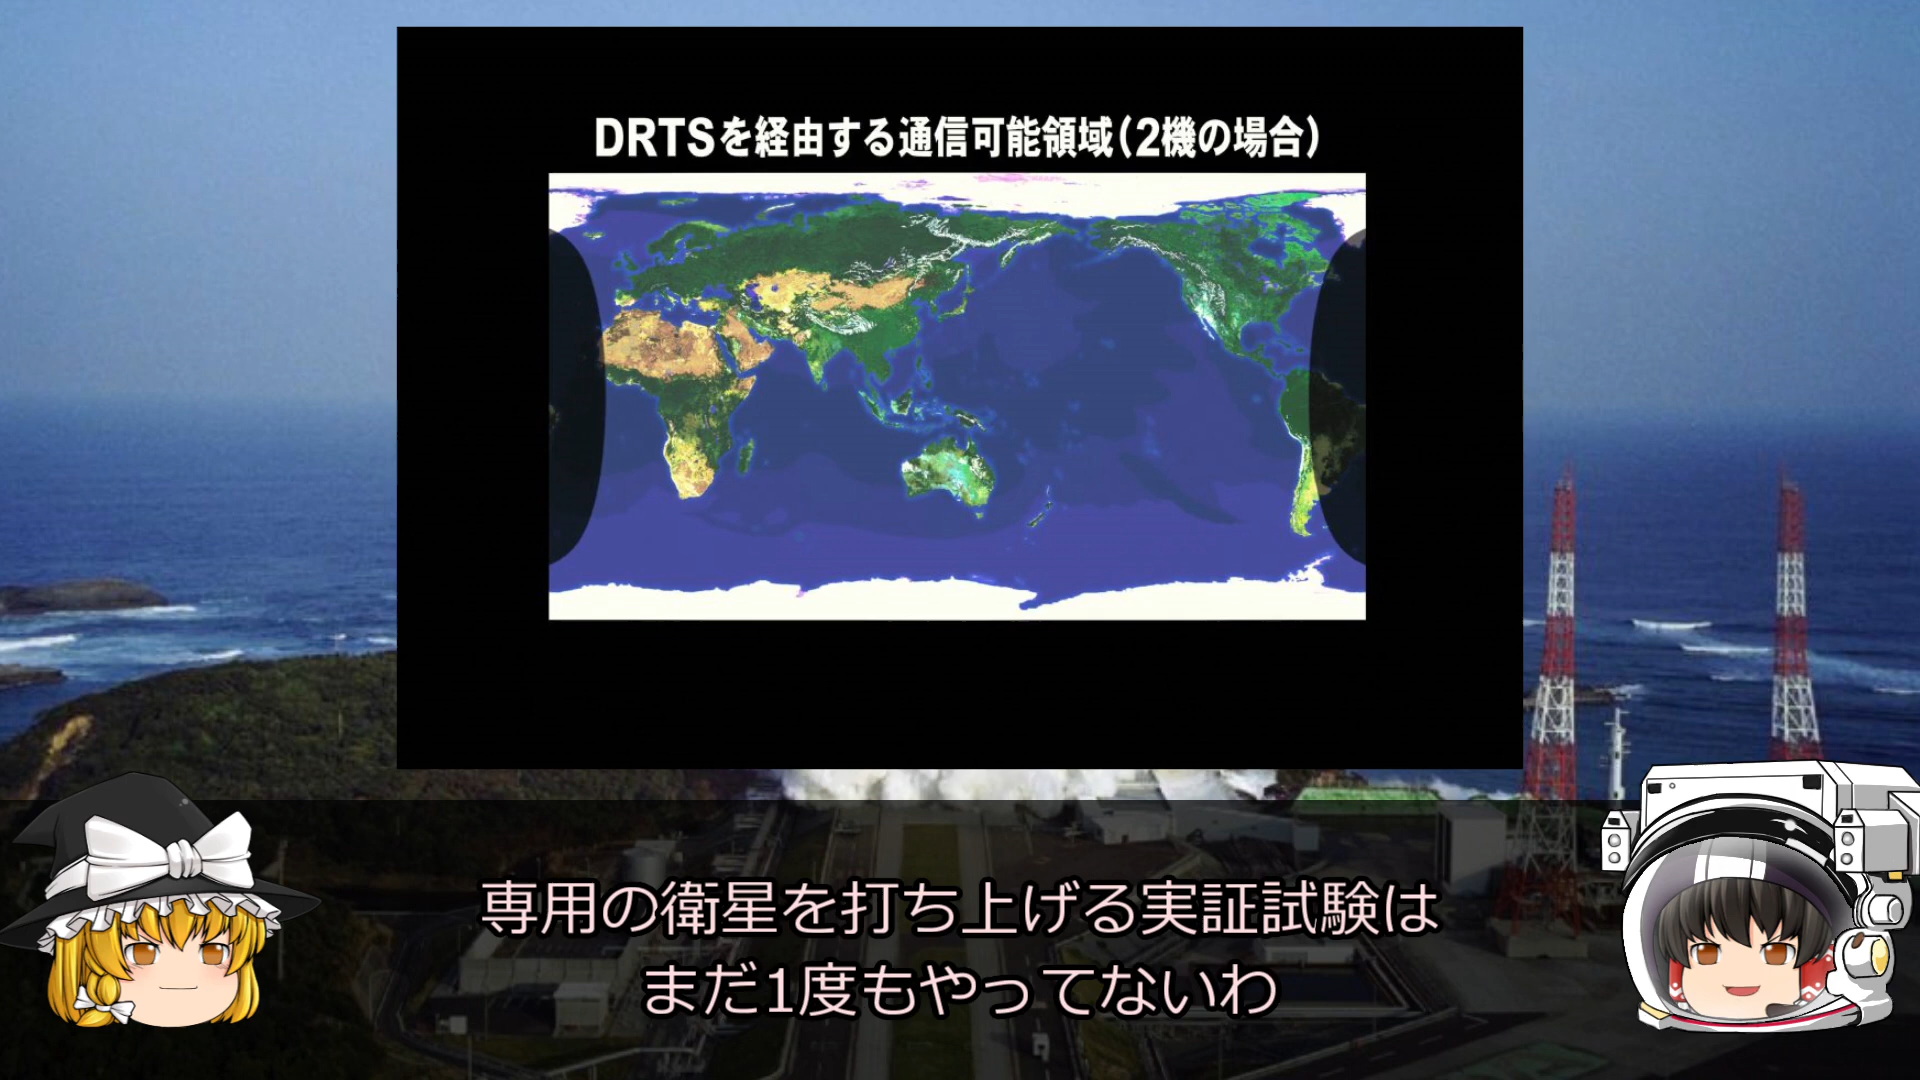 DRTSを経由する通信可能領域(2機の場合)
専用の衛星を打ち上げる実証試験は
まだ1度もやってないわ